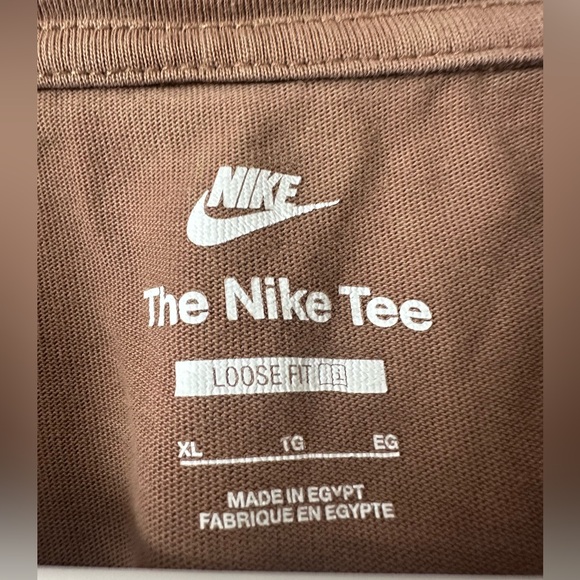 NIKE
The Nike Tee
LOOSE FIT
XL TG EG
MADE IN EGYPT
FABRIQUE EN EGYPTE